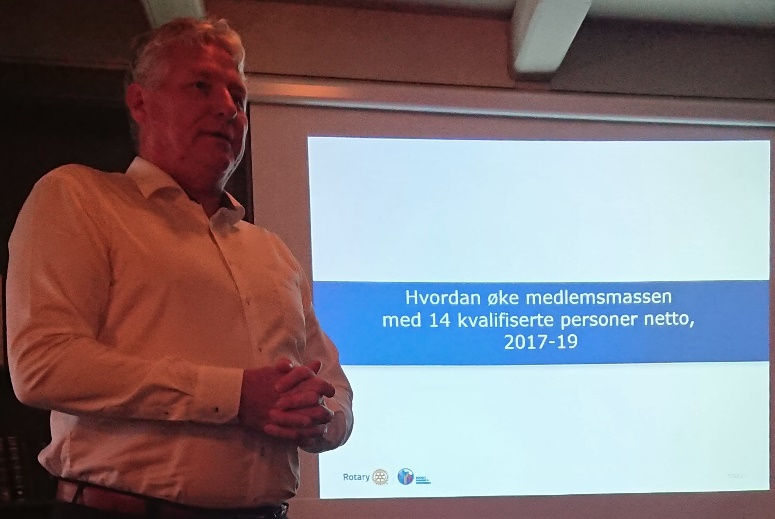 Hvordan øke medlemsmassen
med 14 kvalifiserte personer netto,
2017-19
Rotary